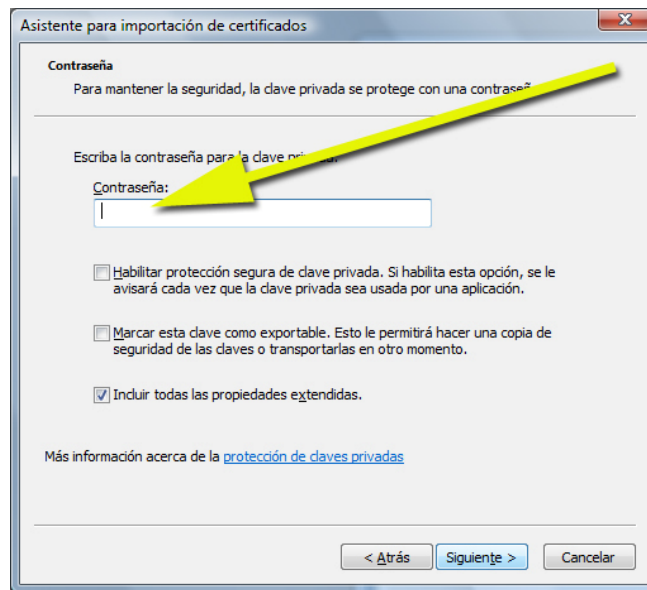 Asistente para importación de certificados
Contraseña
Para mantener la seguridad, la clave privada se protege con una
Escriba la contraseña para la clave privada.
Contraseña:
Habilitar protección segura de clave privada. Si habilita esta opción, se le
avisará cada vez que la clave privada sea usada por una aplicación.
Marcar esta clave como exportable. Esto le permitirá hacer una copia de
seguridad de las claves o transportarlas en otro momento.
Incluir todas las propiedades extendidas.
Más información acerca de la protección de claves privadas
< Atrás Siguiente > Cancelar